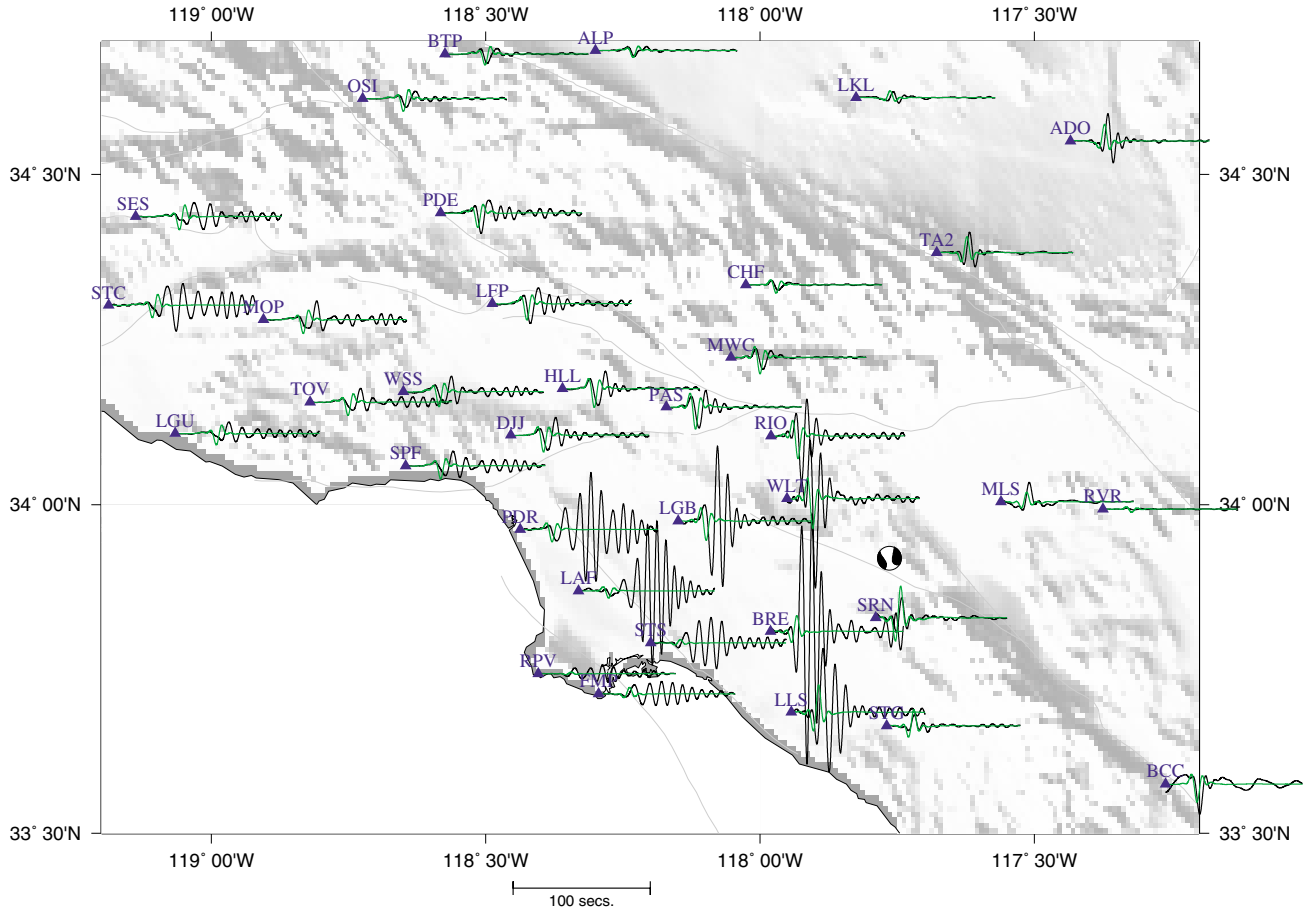 119˚ 00'W
118˚ 30'W
118˚ 00'W
117˚ 30'W
BTP
ALP
OSI
LKL
ADO
34˚ 30'N
34˚ 30'N
SES
PDE
TA2
CHF
STC
MOP
LFP
MWC
TOV
WSS
HLL
PAS
LGU
DJJ
RIO
SPF
WLT
MLS
RVR
34˚ 00'N
34˚ 00'N
PDR
LGB
LAF
SRN
BRE
STS
RPV
LLS
STG
BCC
33˚ 30'N
33˚ 30'N
119˚ 00'W
118˚ 30'W
118˚ 00'W
117˚ 30'W
100 secs.